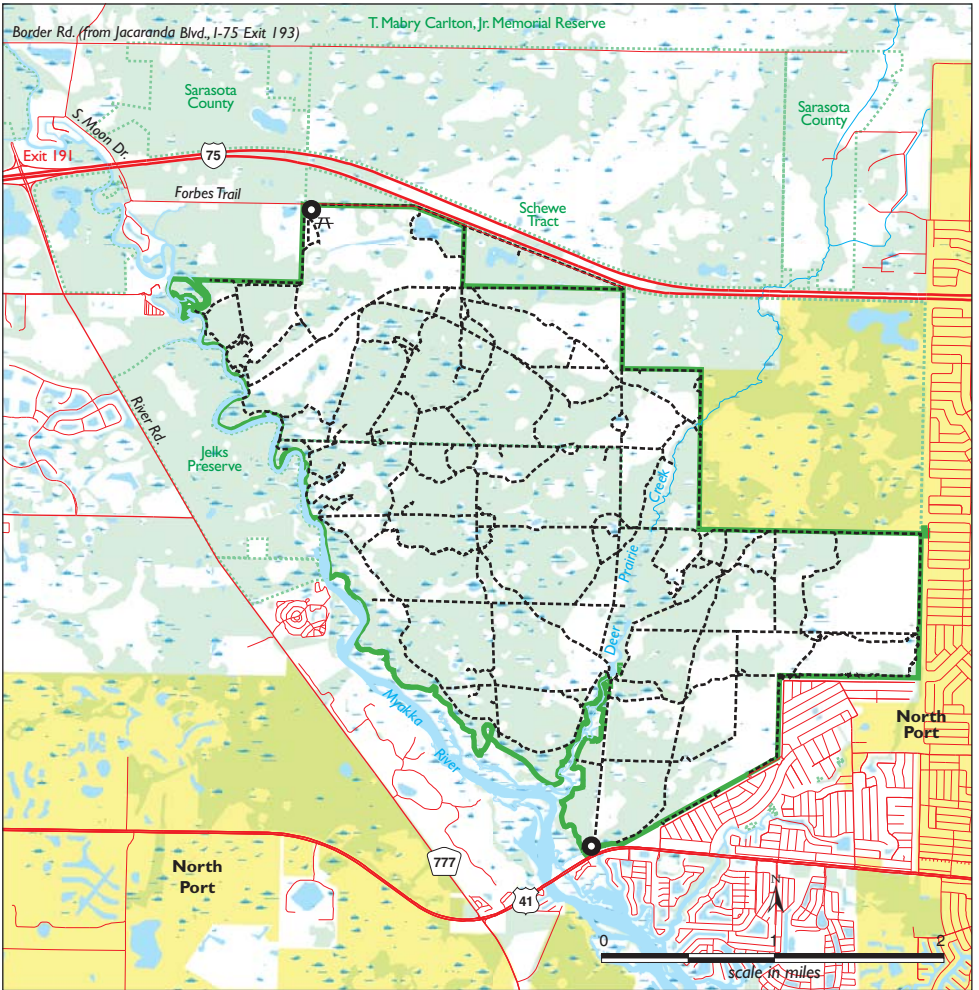 T. Mabry Carlton, Jr. Memorial Reserve
Border Rd. (from Jacaranda Blvd., I-75 Exit 193)
Sarasota
County
Sarasota
County
S. Moon Dr.
Exit 191
75
Forbes Trail
Schewe
Tract
River Rd.
Jelks
Preserve
Creek
Prairie
Deer
Myakka
River
North
Port
North
Port
777
41
N
0
1
2
scale in miles